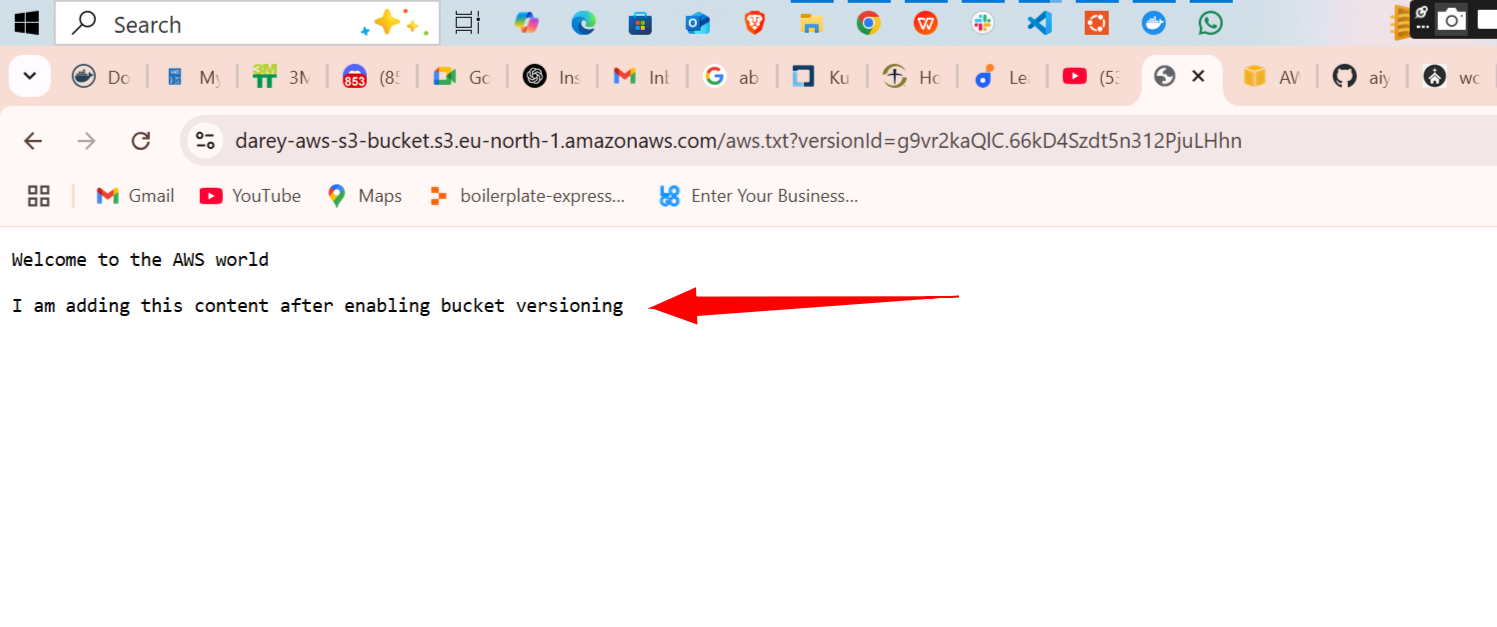 Search
Do My 3M 853 (85 Go Ins Inb ab Ku Ho Lea (53 AW aiy wo
darey-aws-s3-bucket.s3.eu-north-1.amazonaws.com/aws.txt?versionId=g9vr2kaQlC.66kD4Szdt5n312PjuLHhn
Gmail YouTube Maps boilerplate-express... Enter Your Business...
Welcome to the AWS world
I am adding this content after enabling bucket versioning